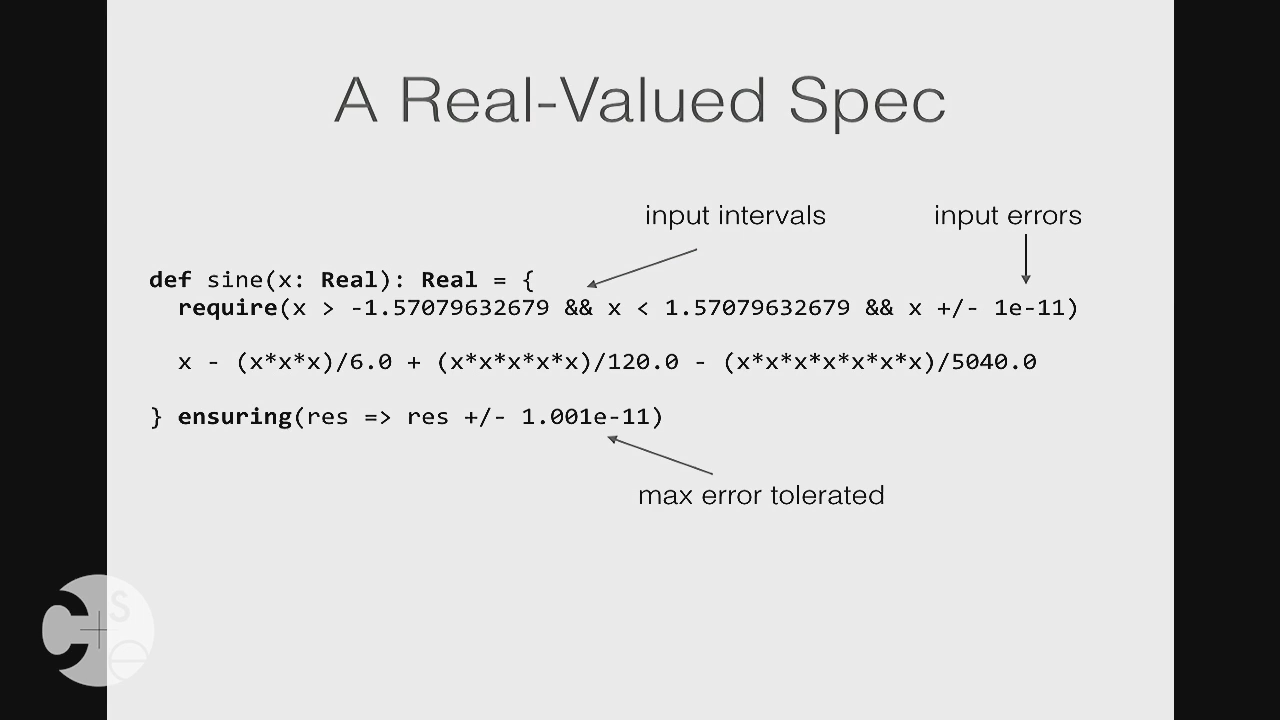 A Real-Valued Spec
input intervals
input errors
def sine(x: Real): Real = {
require(x > -1.57079632679 && x < 1.57079632679 && x +/- 1e-11)
x - (x*x*x)/6.0 + (x*x*x*x*x)/120.0 - (x*x*x*x*x*x*x)/5040.0
} ensuring(res => res +/- 1.001e-11)
max error tolerated
C s e